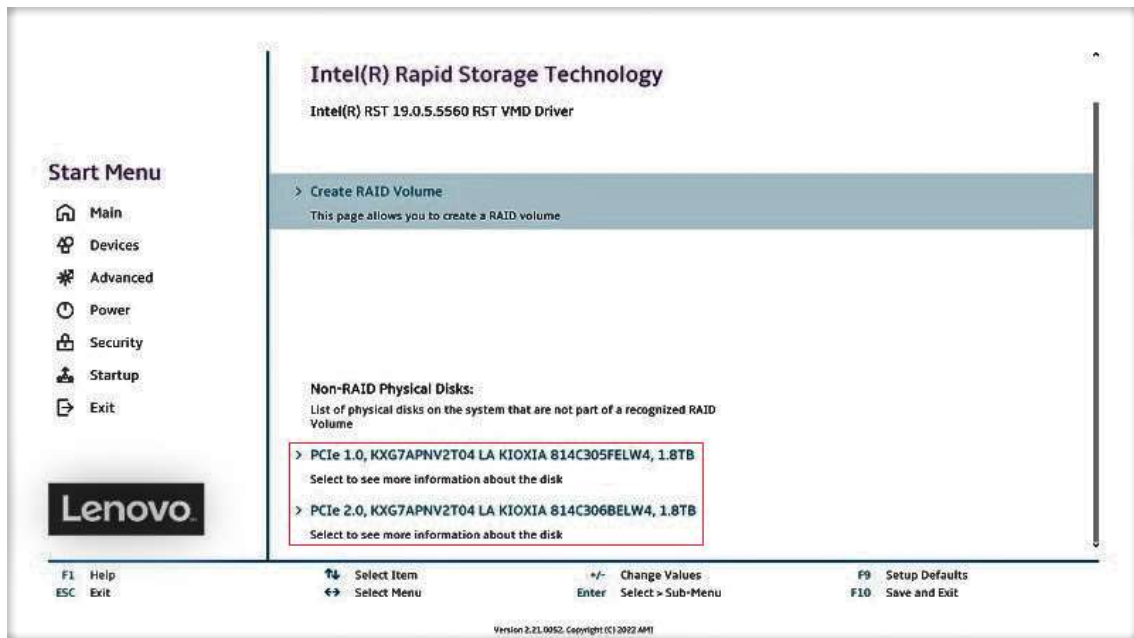 Intel(R) Rapid Storage Technology
Intel(R) RST 19.0.5.5560 RST VMD Driver
Start Menu
Main
Devices
Advanced
Power
Security
Startup
Exit
Lenovo
> Create RAID Volume
This page allows you to create a RAID volume
Non-RAID Physical Disks:
List of physical disks on the system that are not part of a recognized RAID
Volume
> PCIe 1.0, KXG7APNV2T04 LA KIOXIA 814C305FELW4, 1.8TB
Select to see more information about the disk
> PCIe 2.0, KXG7APNV2T04 LA KIOXIA 814C306BELW4, 1.8TB
Select to see more information about the disk
F1 Help
ESC Exit
↑↓ Select Item
↔ Select Menu
+/- Change Values
Enter Select > Sub-Menu
F9 Setup Defaults
F10 Save and Exit
Version 2.21.0052. Copyright (C) 2022 AMI